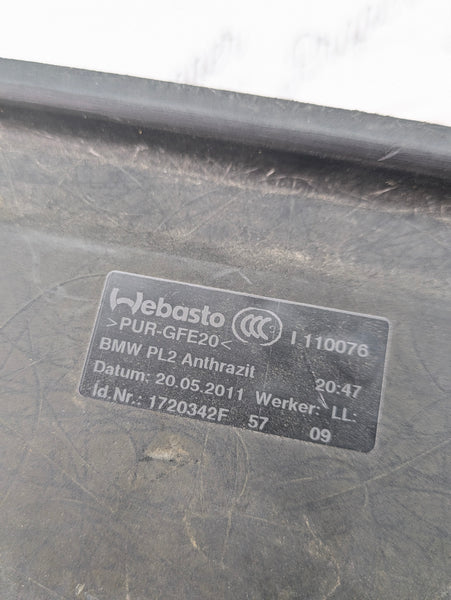 Webasto CCC I 110076
>PUR-GFE20<
BMW PL2 Anthrazit 20:47
Datum: 20.05.2011 Werker: LL:
Id.Nr.: 1720342F 57 09